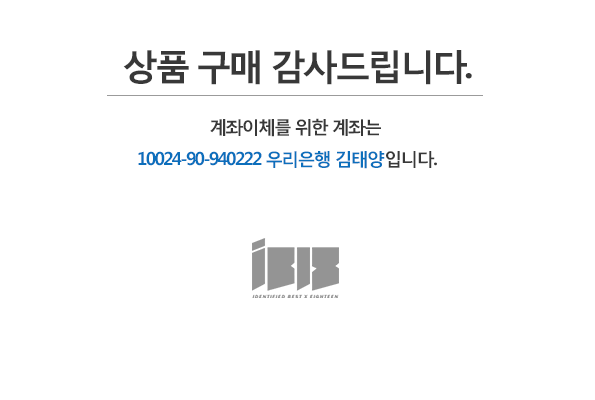 상품 구매 감사드립니다.
계좌이체를 위한 계좌는
10024-90-940222 우리은행 김태양입니다.
iB18
IDENTIFIED BEST X EIGHTEEN